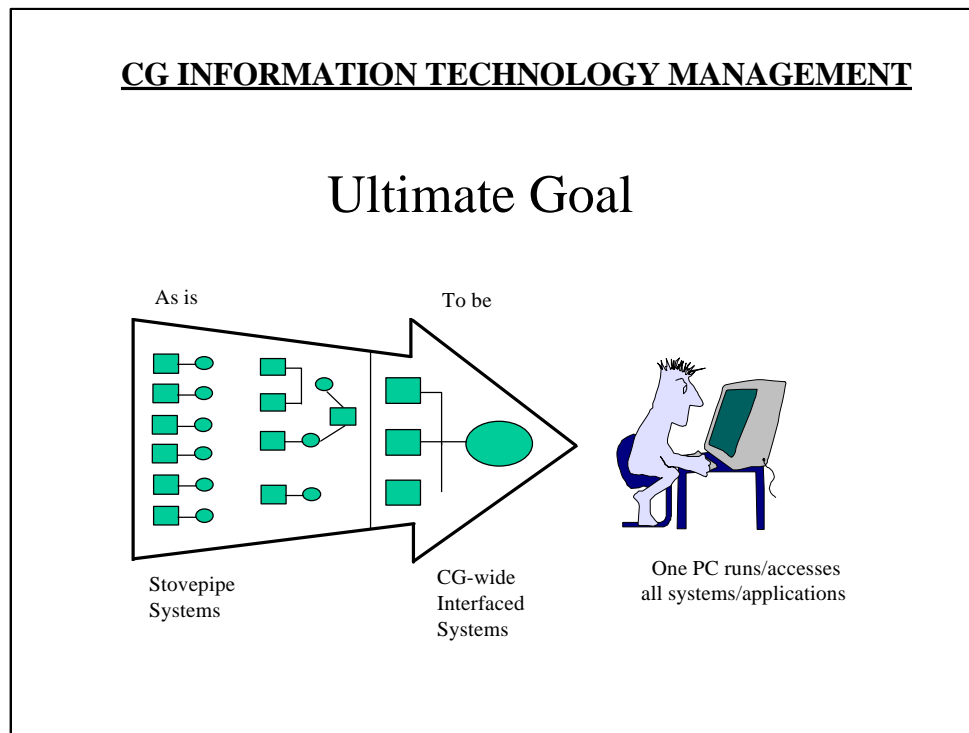 CG INFORMATION TECHNOLOGY MANAGEMENT
Ultimate Goal
As is
To be
Stovepipe
Systems
CG-wide
Interfaced
Systems
One PC runs/accesses
all systems/applications